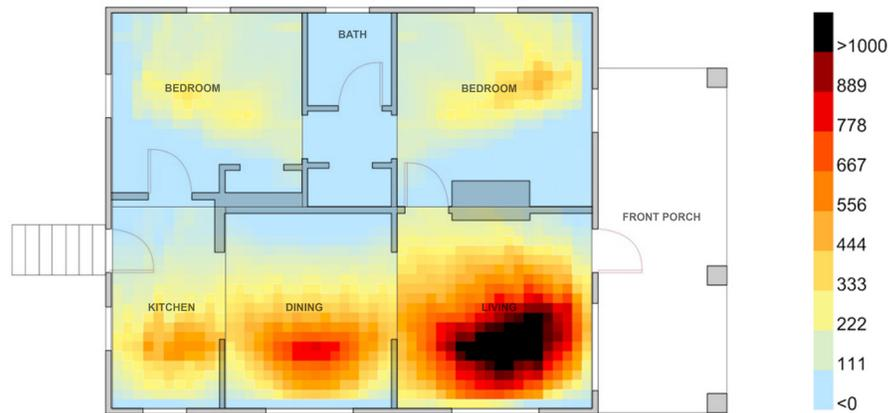 BATH
BEDROOM
BEDROOM
FRONT PORCH
KITCHEN
DINING
LIVING
>1000
889
778
667
556
444
333
222
111
<0